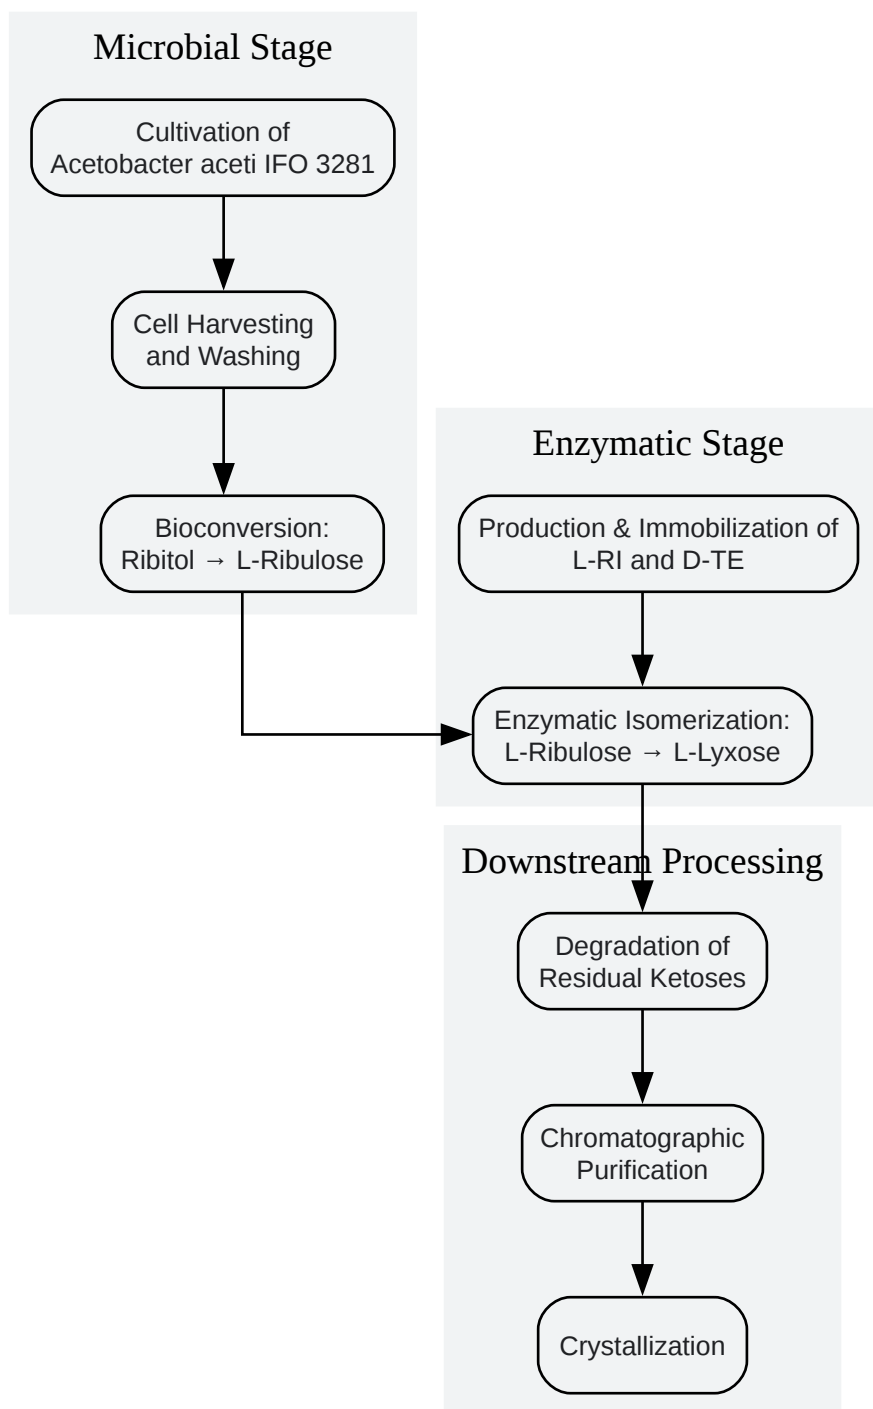 Microbial Stage
Cultivation of
Acetobacter aceti IFO 3281
Cell Harvesting
and Washing
Bioconversion:
Ribitol → L-Ribulose
Enzymatic Stage
Production & Immobilization of
L-RI and D-TE
Enzymatic Isomerization:
L-Ribulose → L-Lyxose
Downstream Processing
Degradation of
Residual Ketoses
Chromatographic
Purification
Crystallization